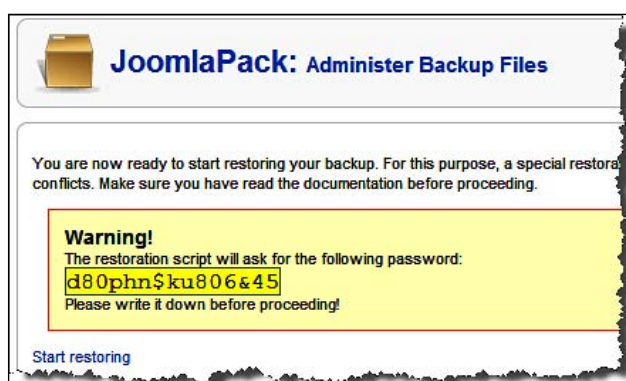 JoomlaPack: Administer Backup Files
You are now ready to start restoring your backup. For this purpose, a special
conflicts. Make sure you have read the documentation before proceeding.
Warning!
The restoration script will ask for the following password:
d80phn$ku806&45
Please write it down before proceeding!
Start restoring